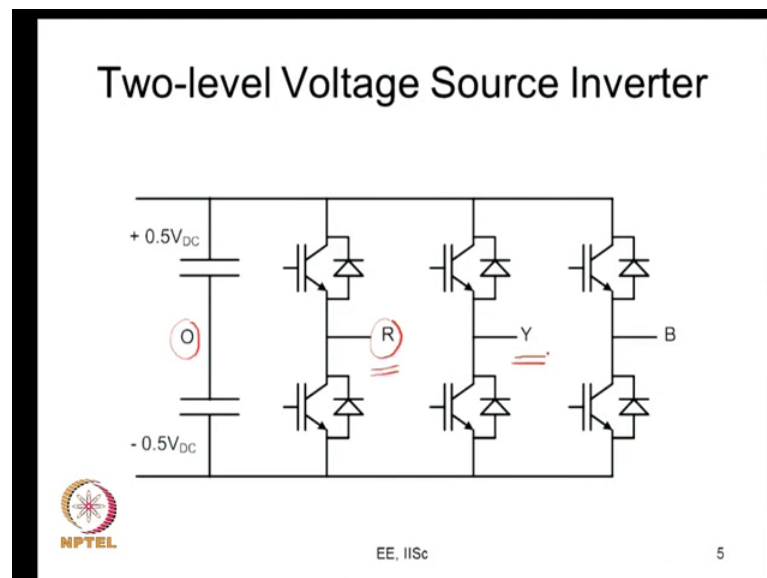 Two-level Voltage Source Inverter
+ 0.5VDC
O
R
Y
B
- 0.5VDC
NPTEL
EE, IISc
5